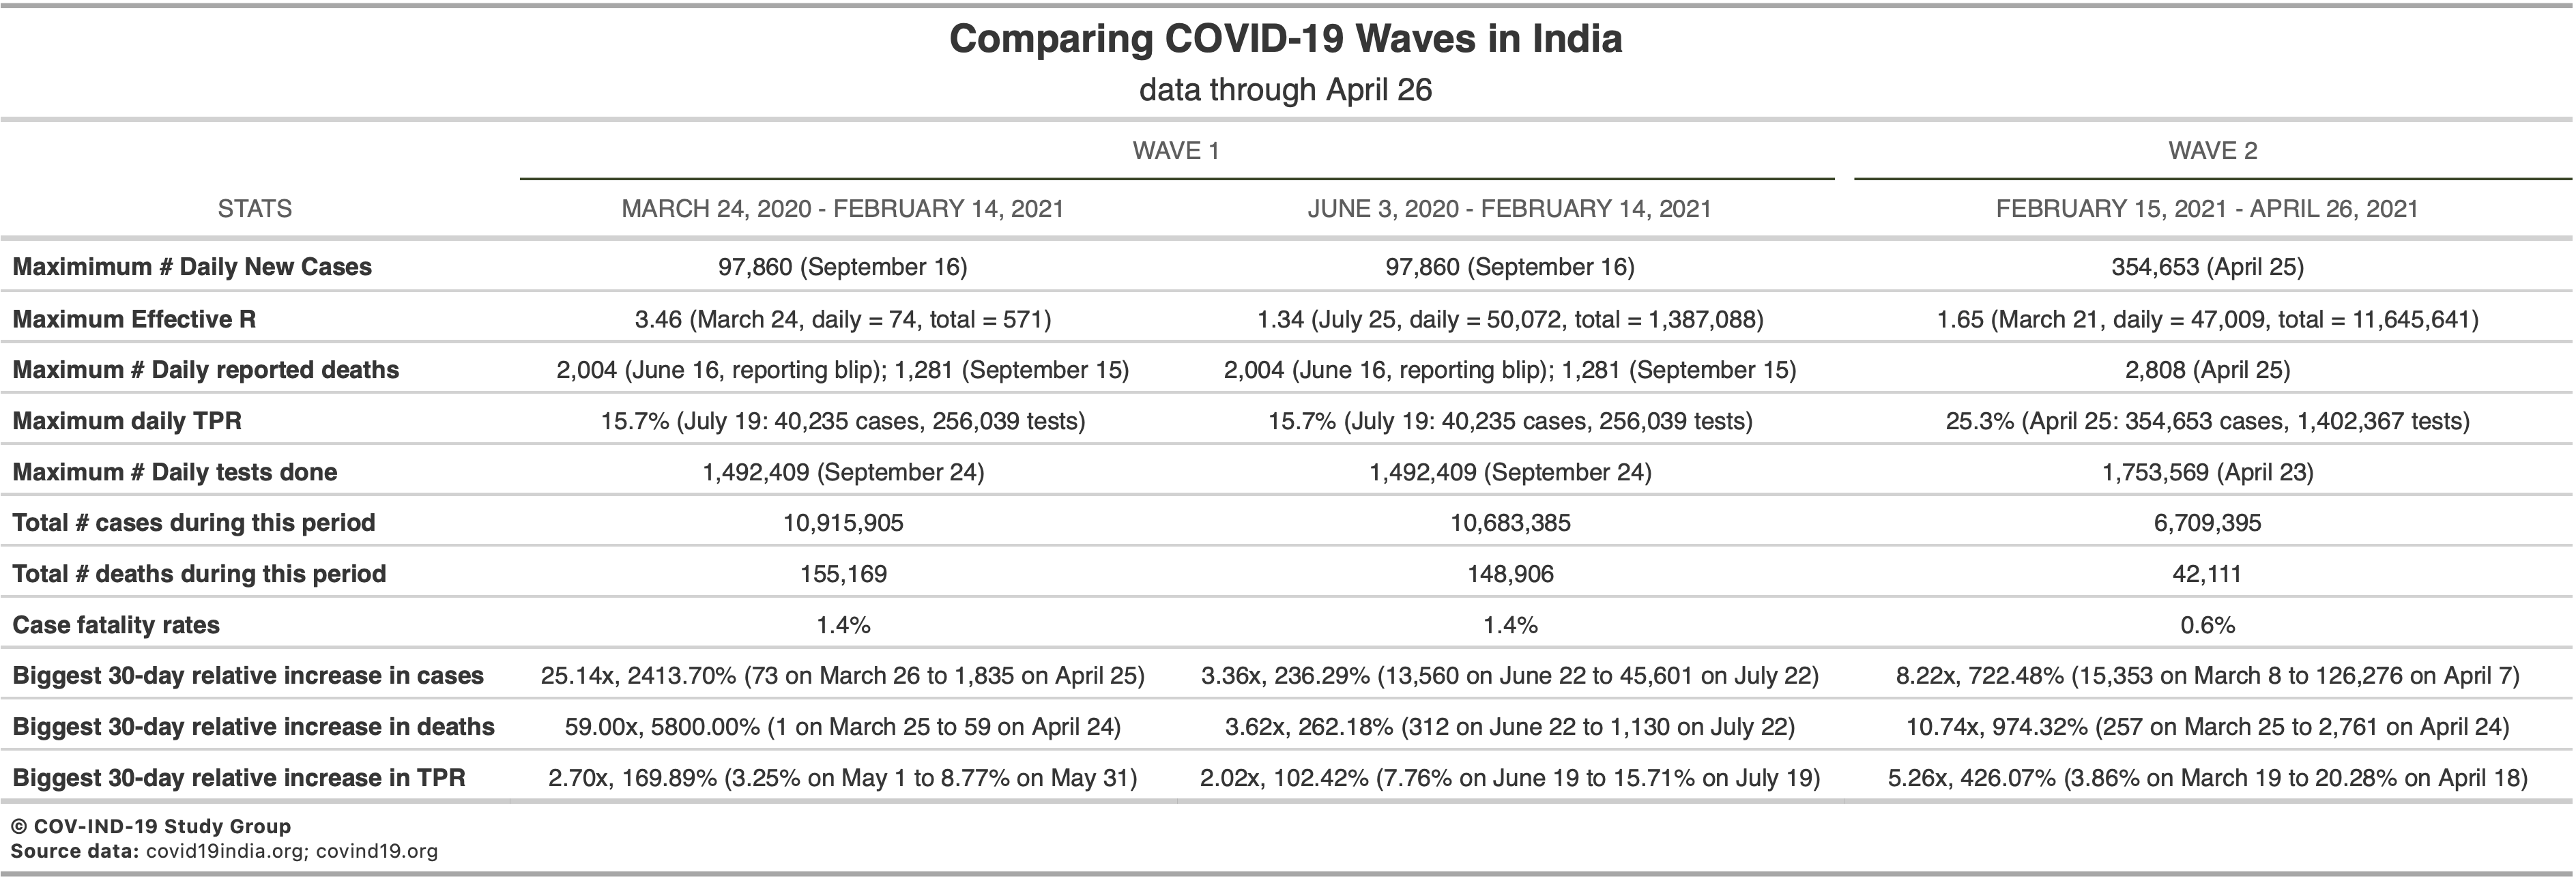 Comparing COVID-19 Waves in India
data through April 26
WAVE 1 WAVE 2
STATS MARCH 24, 2020 - FEBRUARY 14, 2021 JUNE 3, 2020 - FEBRUARY 14, 2021 FEBRUARY 15, 2021 - APRIL 26, 2021
Maximimum # Daily New Cases 97,860 (September 16) 97,860 (September 16) 354,653 (April 25)
Maximum Effective R 3.46 (March 24, daily = 74, total = 571) 1.34 (July 25, daily = 50,072, total = 1,387,088) 1.65 (March 21, daily = 47,009, total = 11,645,641)
Maximum # Daily reported deaths 2,004 (June 16, reporting blip); 1,281 (September 15) 2,004 (June 16, reporting blip); 1,281 (September 15) 2,808 (April 25)
Maximum daily TPR 15.7% (July 19: 40,235 cases, 256,039 tests) 15.7% (July 19: 40,235 cases, 256,039 tests) 25.3% (April 25: 354,653 cases, 1,402,367 tests)
Maximum # Daily tests done 1,492,409 (September 24) 1,492,409 (September 24) 1,753,569 (April 23)
Total # cases during this period 10,915,905 10,683,385 6,709,395
Total # deaths during this period 155,169 148,906 42,111
Case fatality rates 1.4% 1.4% 0.6%
Biggest 30-day relative increase in cases 25.14x, 2413.70% (73 on March 26 to 1,835 on April 25) 3.36x, 236.29% (13,560 on June 22 to 45,601 on July 22) 8.22x, 722.48% (15,353 on March 8 to 126,276 on April 7)
Biggest 30-day relative increase in deaths 59.00x, 5800.00% (1 on March 25 to 59 on April 24) 3.62x, 262.18% (312 on June 22 to 1,130 on July 22) 10.74x, 974.32% (257 on March 25 to 2,761 on April 24)
Biggest 30-day relative increase in TPR 2.70x, 169.89% (3.25% on May 1 to 8.77% on May 31) 2.02x, 102.42% (7.76% on June 19 to 15.71% on July 19) 5.26x, 426.07% (3.86% on March 19 to 20.28% on April 18)
© COV-IND-19 Study Group
Source data: covid19india.org; covind19.org